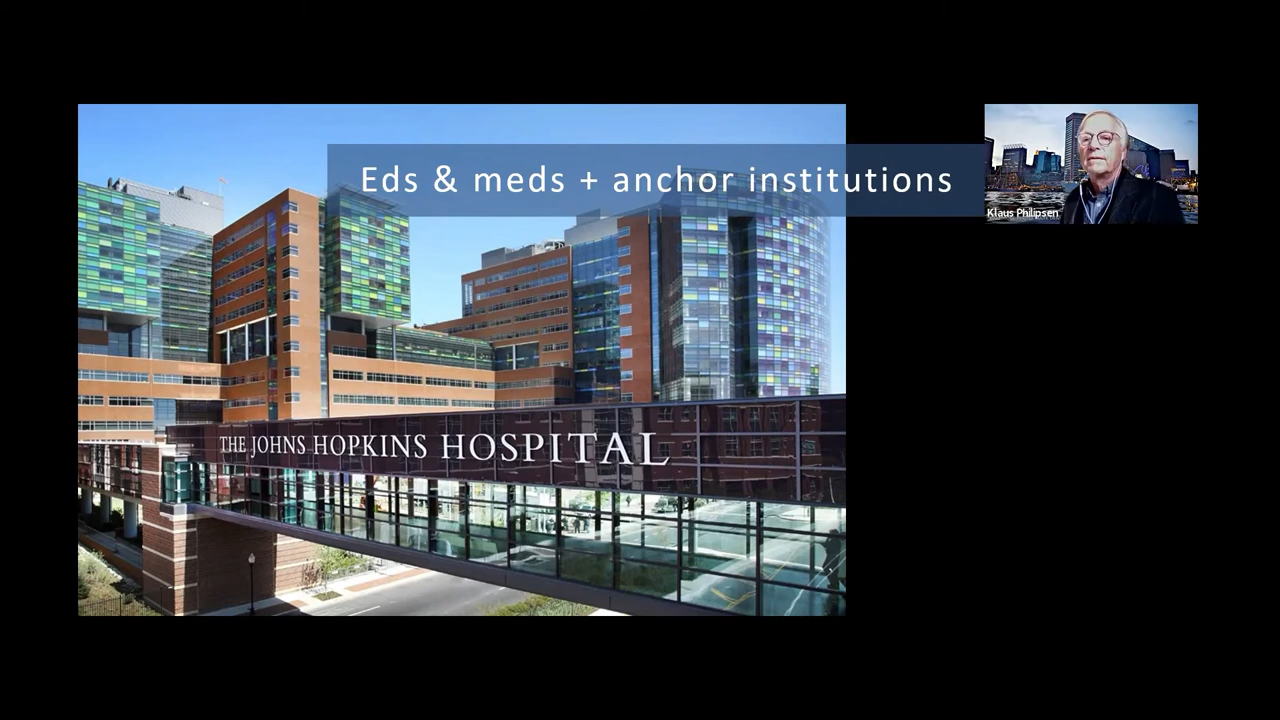 Eds & meds + anchor institutions
Klaus Philipsen
THE JOHNS HOPKINS HOSPITAL